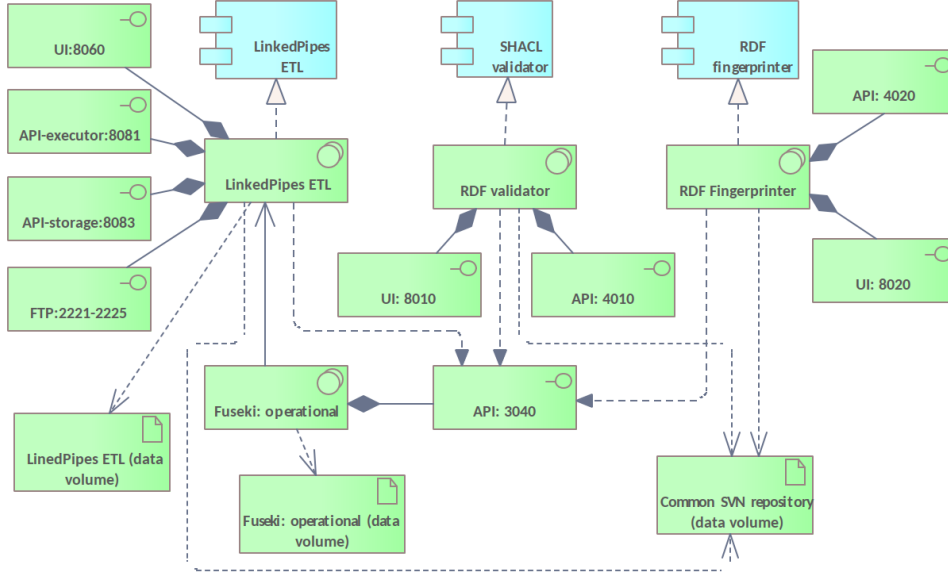 UI:8060
LinkedPipes
ETL
SHACL
validator
RDF
fingerprinter
API: 4020
API-executor:8081
LinkedPipes ETL
RDF validator
RDF Fingerprinter
API-storage:8083
UI: 8010
API: 4010
UI: 8020
FTP:2221-2225
Fuseki: operational
API: 3040
LinedPipes ETL (data
volume)
Fuseki: operational (data
volume)
Common SVN repository
(data volume)